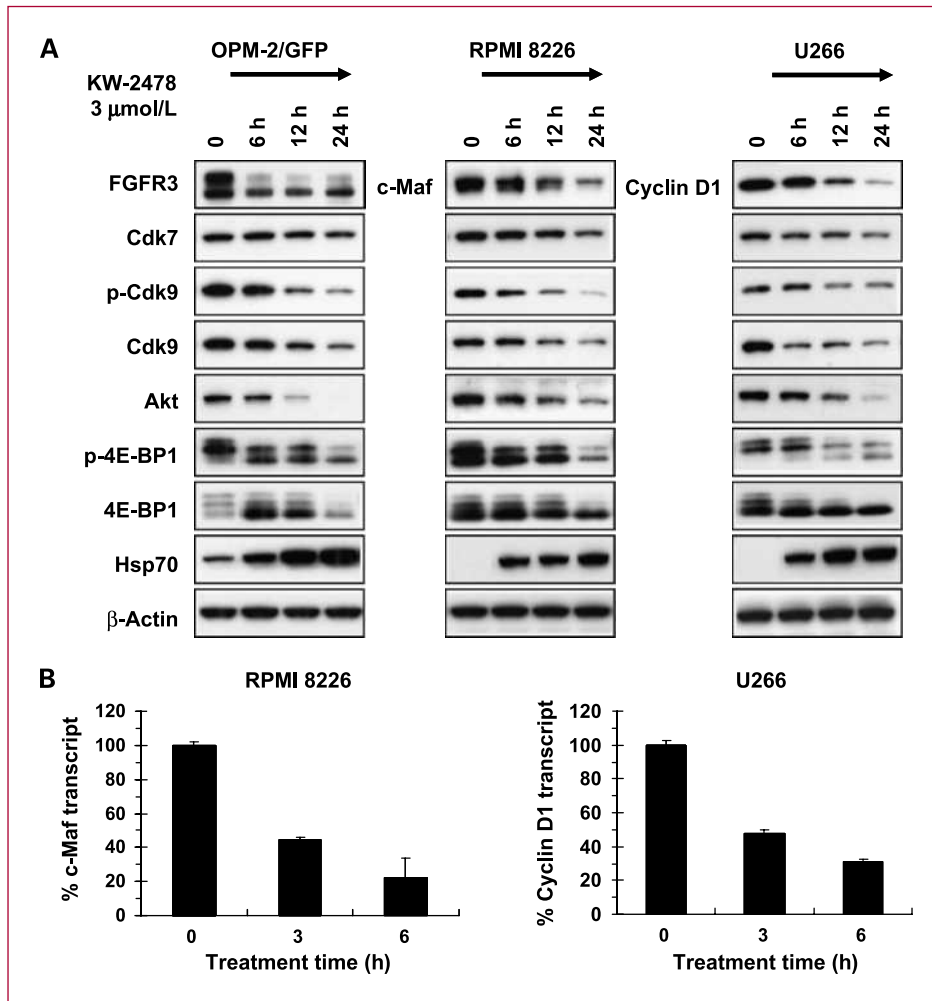 A
OPM-2/GFP RPMI 8226 U266
KW-2478
3 μmol/L
0 6 h 12 h 24 h 0 6 h 12 h 24 h 0 6 h 12 h 24 h
FGFR3 c-Maf Cyclin D1
Cdk7
p-Cdk9
Cdk9
Akt
p-4E-BP1
4E-BP1
Hsp70
β-Actin
B
RPMI 8226
% c-Maf transcript
120
100
80
60
40
20
0
0 3 6
Treatment time (h)
U266
% Cyclin D1 transcript
120
100
80
60
40
20
0
0 3 6
Treatment time (h)